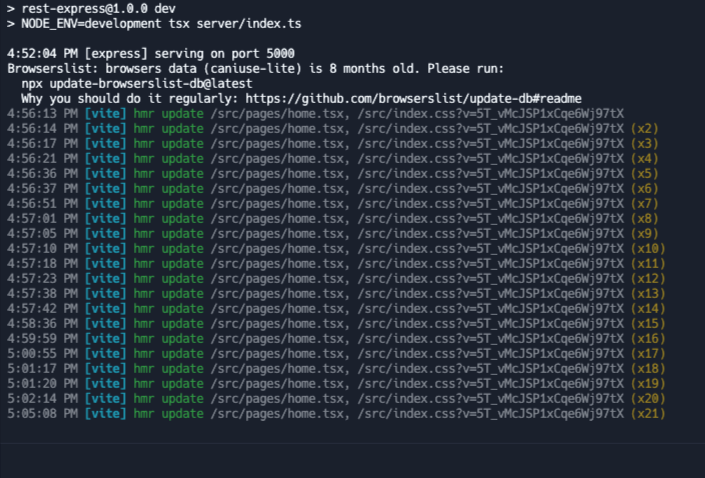 > rest-express@1.0.0 dev
> NODE_ENV=development tsx server/index.ts
4:52:04 PM [express] serving on port 5000
Browserslist: browsers data (caniuse-lite) is 8 months old. Please run:
npx update-browserslist-db@latest
Why you should do it regularly: https://github.com/browserslist/update-db#readme
4:56:13 PM [vite] hmr update /src/pages/home.tsx, /src/index.css?v=5T_vMcJSP1xCqe6Wj97tX
4:56:14 PM [vite] hmr update /src/pages/home.tsx, /src/index.css?v=5T_vMcJSP1xCqe6Wj97tX (x2)
4:56:17 PM [vite] hmr update /src/pages/home.tsx, /src/index.css?v=5T_vMcJSP1xCqe6Wj97tX (x3)
4:56:21 PM [vite] hmr update /src/pages/home.tsx, /src/index.css?v=5T_vMcJSP1xCqe6Wj97tX (x4)
4:56:36 PM [vite] hmr update /src/pages/home.tsx, /src/index.css?v=5T_vMcJSP1xCqe6Wj97tX (x5)
4:56:37 PM [vite] hmr update /src/pages/home.tsx, /src/index.css?v=5T_vMcJSP1xCqe6Wj97tX (x6)
4:56:51 PM [vite] hmr update /src/pages/home.tsx, /src/index.css?v=5T_vMcJSP1xCqe6Wj97tX (x7)
4:57:01 PM [vite] hmr update /src/pages/home.tsx, /src/index.css?v=5T_vMcJSP1xCqe6Wj97tX (x8)
4:57:05 PM [vite] hmr update /src/pages/home.tsx, /src/index.css?v=5T_vMcJSP1xCqe6Wj97tX (x9)
4:57:10 PM [vite] hmr update /src/pages/home.tsx, /src/index.css?v=5T_vMcJSP1xCqe6Wj97tX (x10)
4:57:18 PM [vite] hmr update /src/pages/home.tsx, /src/index.css?v=5T_vMcJSP1xCqe6Wj97tX (x11)
4:57:23 PM [vite] hmr update /src/pages/home.tsx, /src/index.css?v=5T_vMcJSP1xCqe6Wj97tX (x12)
4:57:38 PM [vite] hmr update /src/pages/home.tsx, /src/index.css?v=5T_vMcJSP1xCqe6Wj97tX (x13)
4:57:42 PM [vite] hmr update /src/pages/home.tsx, /src/index.css?v=5T_vMcJSP1xCqe6Wj97tX (x14)
4:58:36 PM [vite] hmr update /src/pages/home.tsx, /src/index.css?v=5T_vMcJSP1xCqe6Wj97tX (x15)
4:59:59 PM [vite] hmr update /src/pages/home.tsx, /src/index.css?v=5T_vMcJSP1xCqe6Wj97tX (x16)
5:00:55 PM [vite] hmr update /src/pages/home.tsx, /src/index.css?v=5T_vMcJSP1xCqe6Wj97tX (x17)
5:01:17 PM [vite] hmr update /src/pages/home.tsx, /src/index.css?v=5T_vMcJSP1xCqe6Wj97tX (x18)
5:01:20 PM [vite] hmr update /src/pages/home.tsx, /src/index.css?v=5T_vMcJSP1xCqe6Wj97tX (x19)
5:02:14 PM [vite] hmr update /src/pages/home.tsx, /src/index.css?v=5T_vMcJSP1xCqe6Wj97tX (x20)
5:05:08 PM [vite] hmr update /src/pages/home.tsx, /src/index.css?v=5T_vMcJSP1xCqe6Wj97tX (x21)